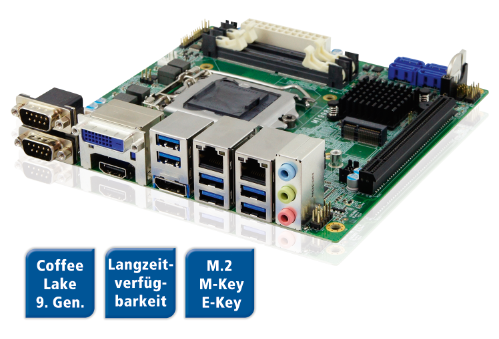 Coffee
Lake
9. Gen.
Langzeit-
verfüg-
barkeit
M.2
M-Key
E-Key